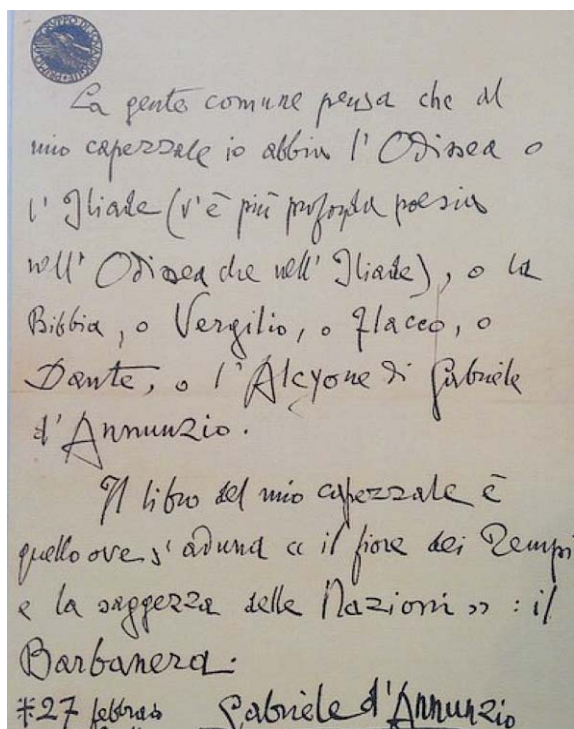 La gente comune pensa che al
mio capezzale io abbia l' Odissea o
l' Iliade (v'è più profonda poesia
nell' Odissea che nell' Iliade), o la
Bibbia, o Vergilio, o Flacco, o
Dante, o l' Alcyone di Gabriele
d'Annunzio.
Il libro del mio capezzale è
quello ove s'aduna « il fiore dei Tempi
e la saggezza delle Nazioni » : il
Barbanera.
*27 febbraio Gabriele d'Annunzio